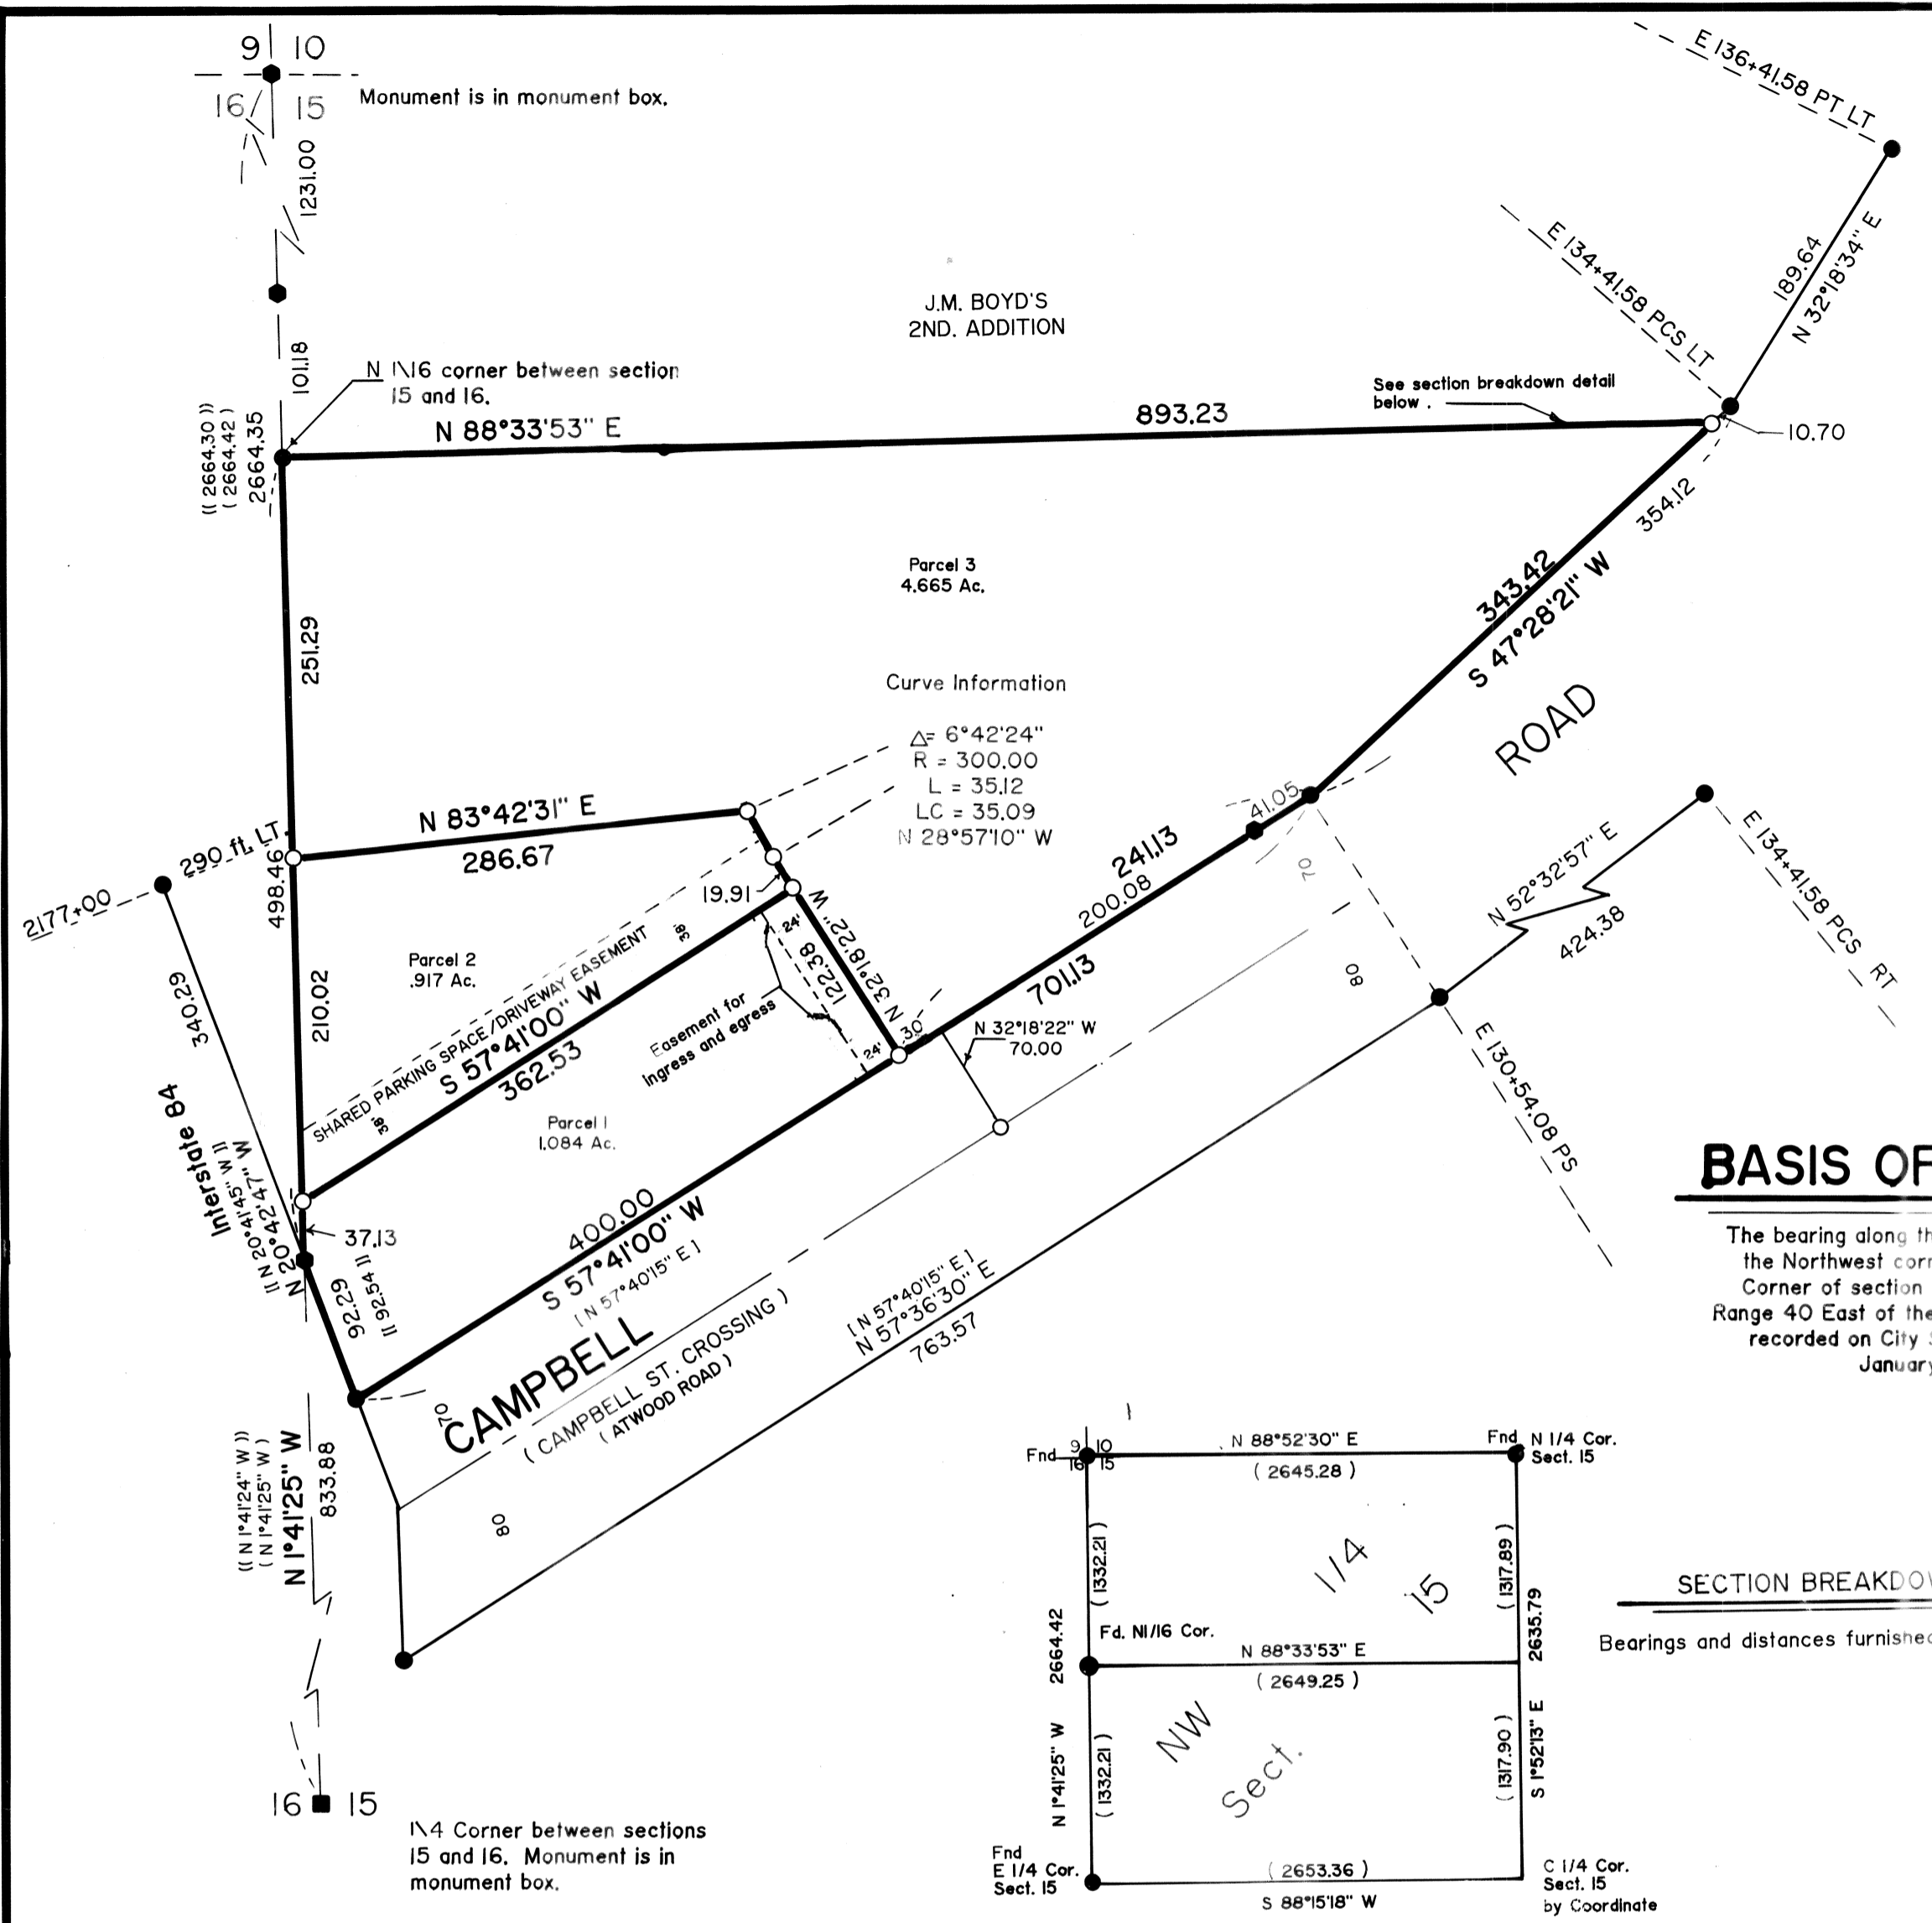 9 10
16 15
Monument is in monument box.
1231.00
101.18
N 1\16 corner between section
15 and 16.
(( 2664.30 ))
( 2664.42 )
2664.35
N 88°33'53" E
893.23
J.M. BOYD'S
2ND. ADDITION
See section breakdown detail
below .
E 136+41.58 PT LT
E 134+41.58 PCS LT
189.64
N 32°18'34" E
10.70
354.12
343.42
S 47°28'21" W
ROAD
Parcel 3
4.665 Ac.
251.29
Curve Information
Δ= 6°42'24"
R = 300.00
L = 35.12
LC = 35.09
N 28°57'10" W
N 83°42'31" E
286.67
290 ft. LT.
2177+00
498.46
340.29
210.02
Parcel 2
.917 Ac.
19.91
38'
SHARED PARKING SPACE/DRIVEWAY EASEMENT
38'
S 57°41'00" W
362.53
24'
122.38
N 32°18'22" W
24'
30'
Easement for
Ingress and egress
41.05
241.13
200.08
701.13
N 32°18'22" W
70.00
70
80
N 52°32'57" E
424.38
E 134+41.58 PCS RT
E 130+54.08 PS
Parcel 1
1.084 Ac.
Interstate 84
[[ N 20°41'45" W ]]
N 20°42'47" W
37.13
92.29
[[ 92.54 ]]
400.00
S 57°41'00" W
[ N 57°40'15" E ]
CAMPBELL
( CAMPBELL ST. CROSSING )
( ATWOOD ROAD )
[ N 57°40'15" E ]
N 57°36'30" E
763.57
70
80
(( N 1°41'24" W ))
( N 1°41'25" W )
N 1°41'25" W
833.88
16 15
1\4 Corner between sections
15 and 16. Monument is in
monument box.
BASIS OF
The bearing along th
the Northwest corn
Corner of section
Range 40 East of the
recorded on City
January
SECTION BREAKDO
Bearings and distances furnished
Fnd
9 10
16 15
N 88°52'30" E
( 2645.28 )
Fnd N 1/4 Cor.
Sect. 15
( 1332.21 )
( 1317.89 )
1/4
15
2664.42
2635.79
Fd. N1/16 Cor.
N 88°33'53" E
( 2649.25 )
NW
Sect.
N 1°41'25" W
( 1332.21 )
( 1317.90 )
S 1°52'13" E
Fnd
E 1/4 Cor.
Sect. 15
( 2653.36 )
S 88°15'18" W
C 1/4 Cor.
Sect. 15
by Coordinate